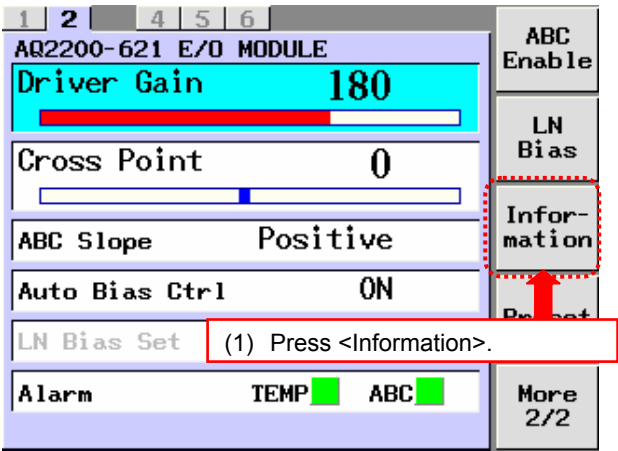 1 2 4 5 6
AQ2200-621 E/O MODULE
Driver Gain 180
Cross Point 0
ABC Slope Positive
Auto Bias Ctrl ON
LN Bias Set
Alarm TEMP ABC
ABC
Enable
LN
Bias
Infor-
mation
(1) Press <Information>.
More
2/2